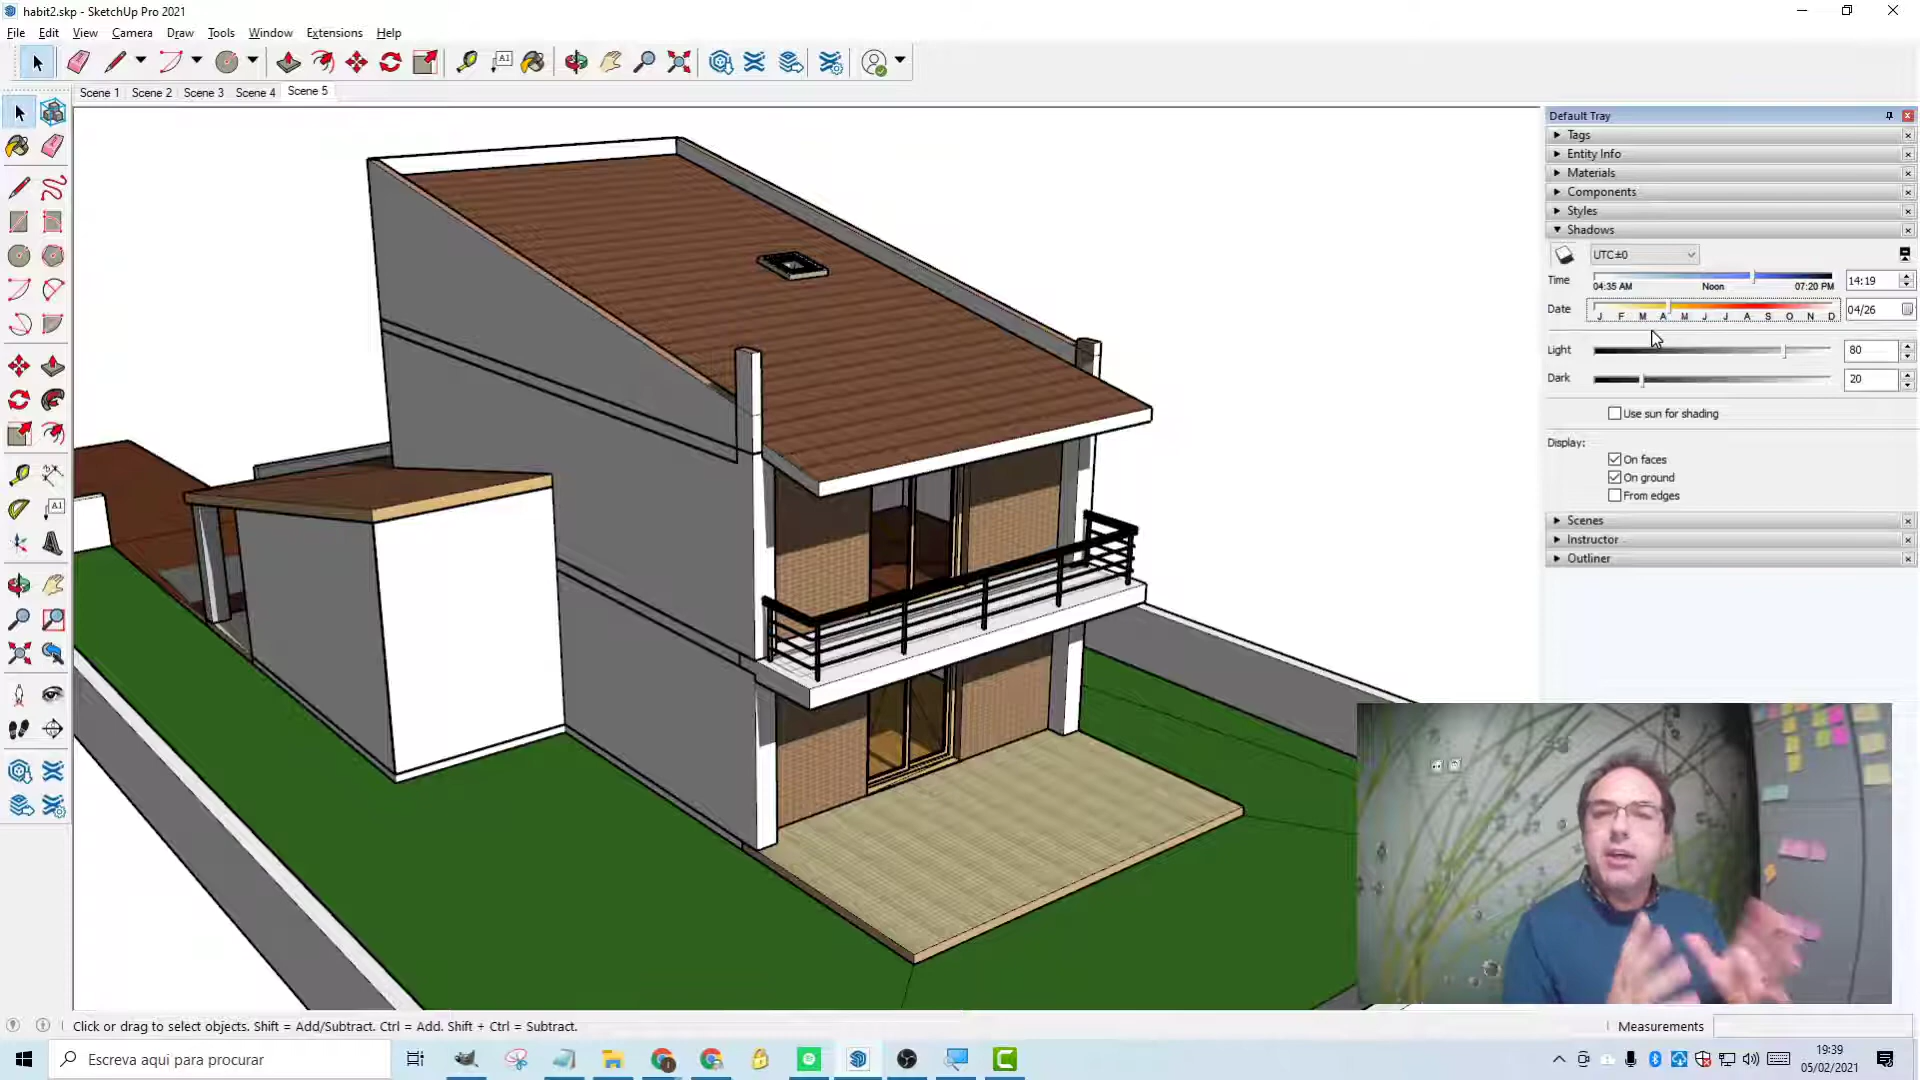 habit2.skp - SketchUp Pro 2021
File Edit Camera Draw Tools Window Extensions Help
A1
Scene 1 Scene 2 Scene 3 Scene 4 Scene 5
Default Tray
Tags
Entity Info
Materials
Components
Styles
Shadows
UTC±0
Time 14:19
04:35 AM Noon 07:20 PM
Date 04/26
J F M A M J J A S O N D
Light 80
Dark 20
Use sun for shading
Display:
On faces
On ground
From edges
Scenes
Instructor
Outliner
A1
Click or drag to select objects. Shift = Add/Subtract. Ctrl = Add. Shift + Ctrl = Subtract.
Measurements
Escreva aqui para procurar
19:39
05/02/2021